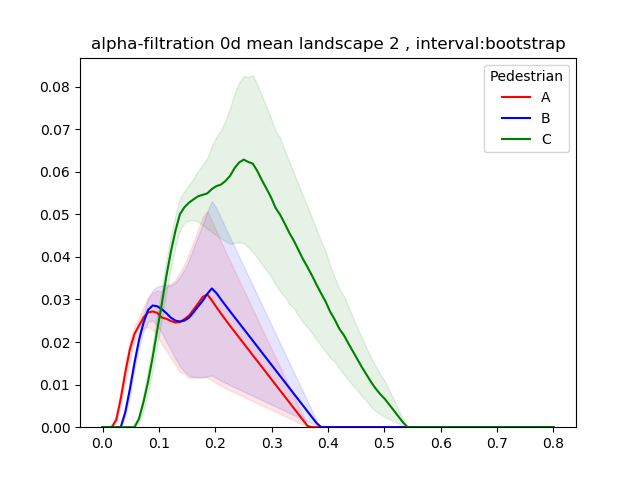 alpha-filtration 0d mean landscape 2 , interval:bootstrap
Pedestrian
A
B
C
0.08
0.07
0.06
0.05
0.04
0.03
0.02
0.01
0.00
0.0 0.1 0.2 0.3 0.4 0.5 0.6 0.7 0.8